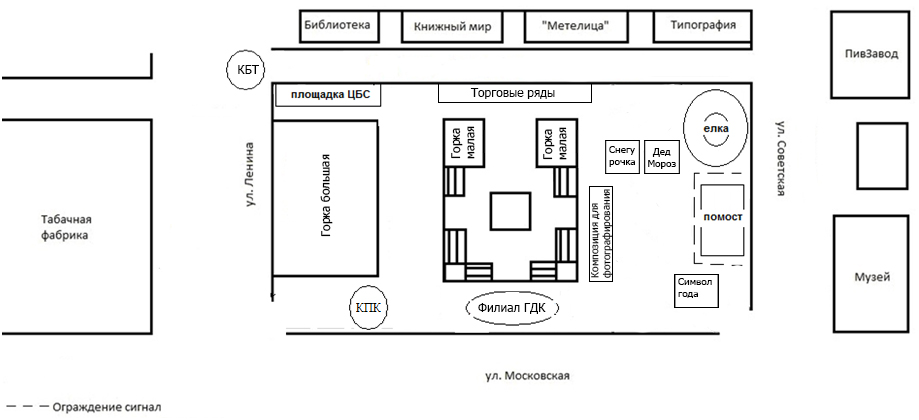 Библиотека
Книжный мир
"Метелица"
Типография
ПивЗавод
КБТ
площадка ЦБС
Торговые ряды
ул. Ленина
Горка большая
Горка
малая
Горка
малая
Снегу
рочка
Дед
Мороз
елка
ул. Советская
Табачная
фабрика
Композиция для
фотографирования
помост
Музей
Символ
года
КПК
Филиал ГДК
ул. Московская
Ограждение сигнал